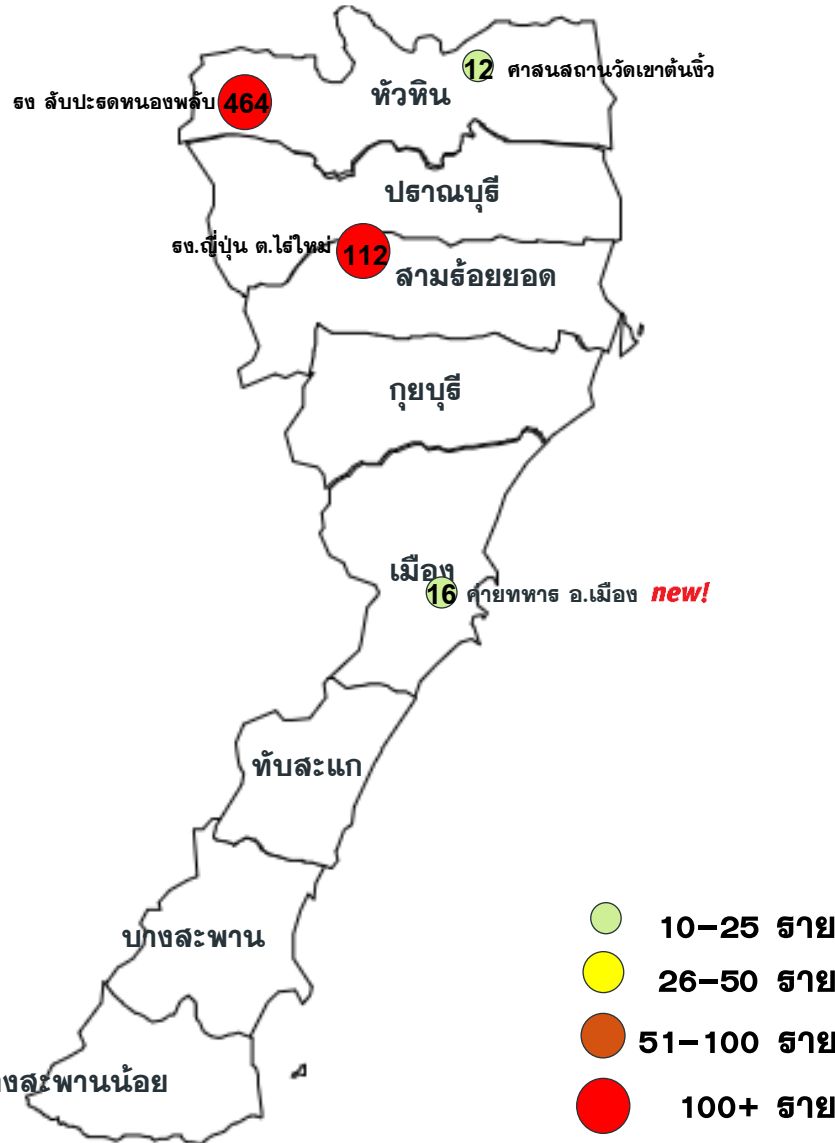 12 ศาสนสถานวัดเขาต้นงิ้ว
หัวหิน
รง สับปะรดหนองพลับ 464
ปราณบุรี
รง.ญี่ปุ่น ต.ไร่ใหม่ 112
สามร้อยยอด
กุยบุรี
เมือง
16 ค่ายทหาร อ.เมือง new!
ทับสะแก
บางสะพาน
างสะพานน้อย
10-25 ราย
26-50 ราย
51-100 ราย
100+ ราย